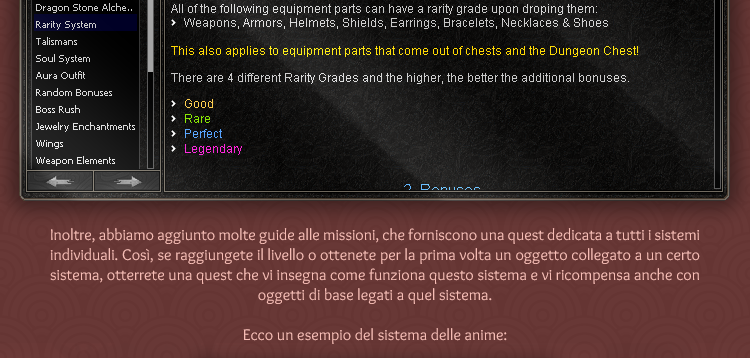 Dragon Stone Alche..
Rarity System
Talismans
Soul System
Aura Outfit
Random Bonuses
Boss Rush
Jewelry Enchantments
Wings
Weapon Elements
All of the following equipment parts can have a rarity grade upon droping them:
Weapons, Armors, Helmets, Shields, Earrings, Bracelets, Necklaces & Shoes
This also applies to equipment parts that come out of chests and the Dungeon Chest!
There are 4 different Rarity Grades and the higher, the better the additional bonuses.
Good
Rare
Perfect
Legendary
2. Bonuses
Inoltre, abbiamo aggiunto molte guide alle missioni, che forniscono una quest dedicata a tutti i sistemi
individuali. Così, se raggiungete il livello o ottenete per la prima volta un oggetto collegato a un certo
sistema, otterrete una quest che vi insegna come funziona questo sistema e vi ricompensa anche con
oggetti di base legati a quel sistema.
Ecco un esempio del sistema delle anime: